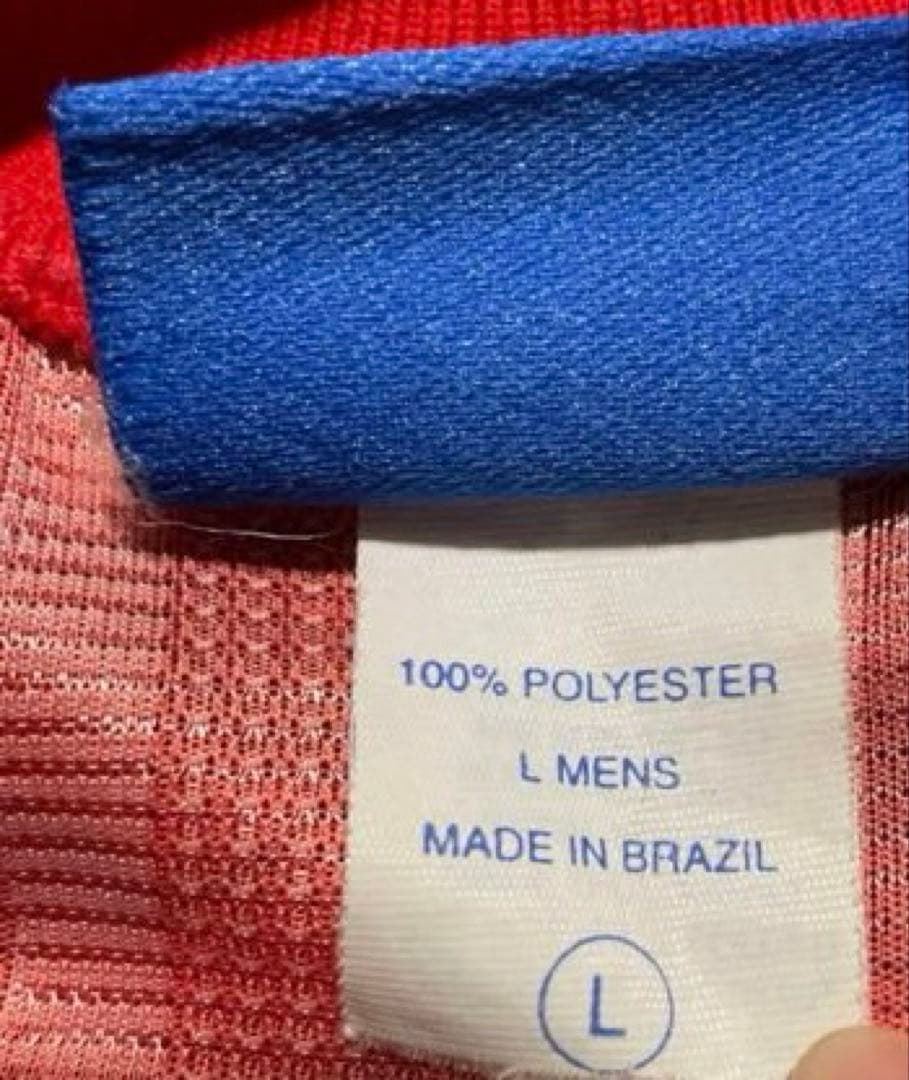 100% POLYESTER
L MENS
MADE IN BRAZIL
L